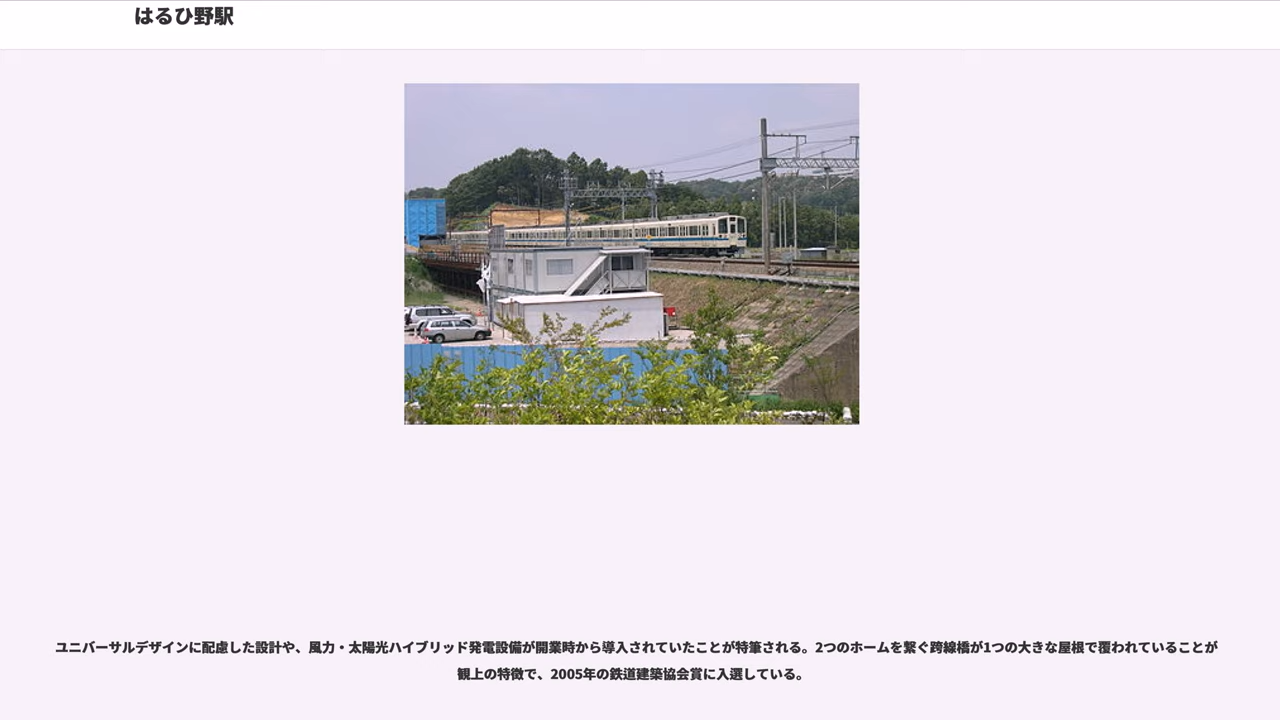 はるひ野駅
ユニバーサルデザインに配慮した設計や、風力・太陽光ハイブリッド発電設備が開業時から導入されていたことが特筆される。2つのホームを繋ぐ跨線橋が1つの大きな屋根で覆われていることが
観上の特徴で、2005年の鉄道建築協会賞に入選している。